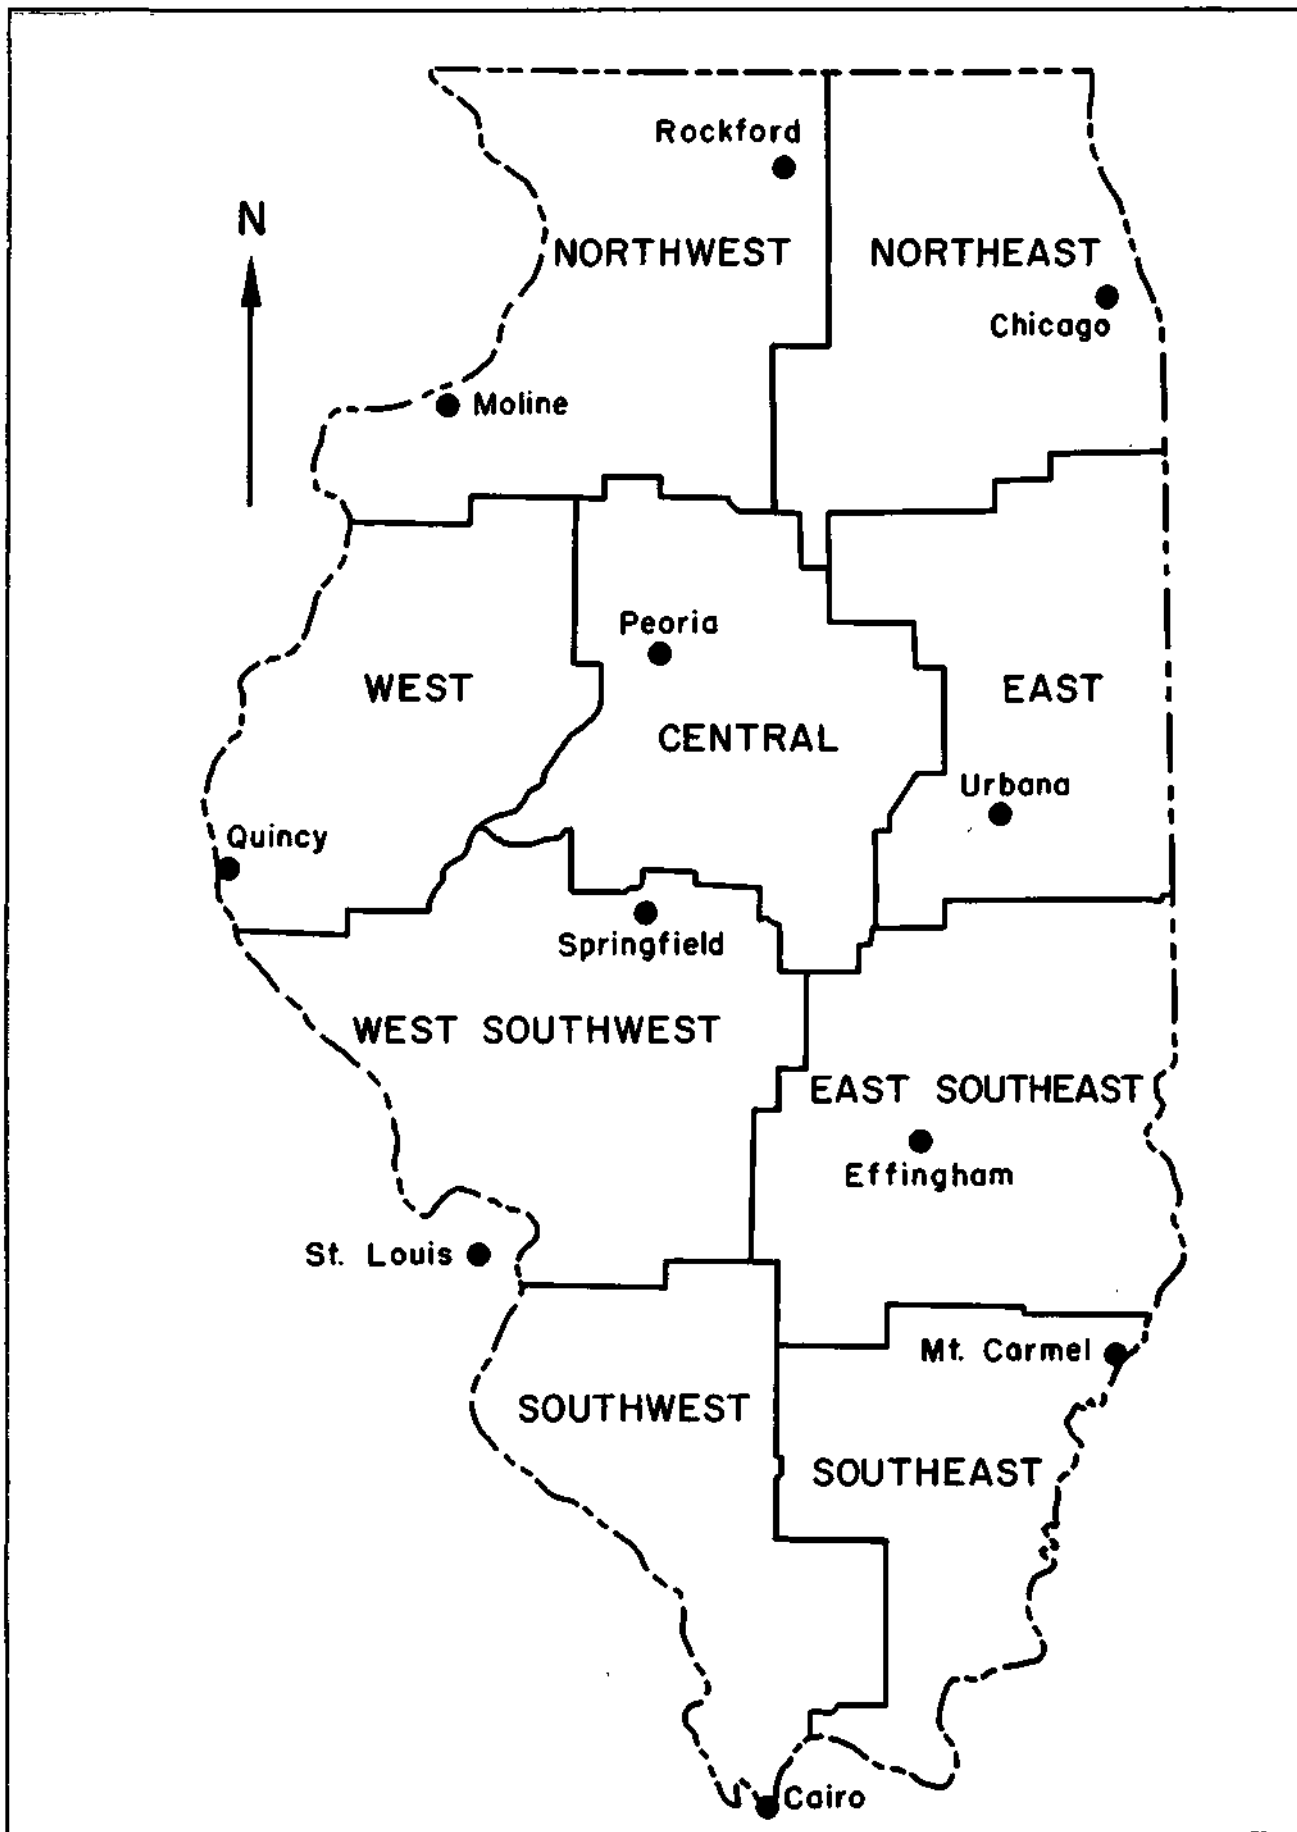 Rockford
N
NORTHWEST
NORTHEAST
Chicago
Moline
Peoria
WEST
EAST
CENTRAL
Urbana
Quincy
Springfield
WEST SOUTHWEST
EAST SOUTHEAST
Effingham
St. Louis
Mt. Carmel
SOUTHWEST
SOUTHEAST
Cairo